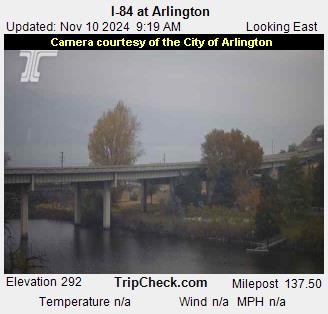 I-84 at Arlington
Updated: Nov 10 2024 9:19 AM Looking East
Camera courtesy of the City of Arlington
Elevation 292 TripCheck.com Milepost 137.50
Temperature n/a Wind n/a MPH n/a